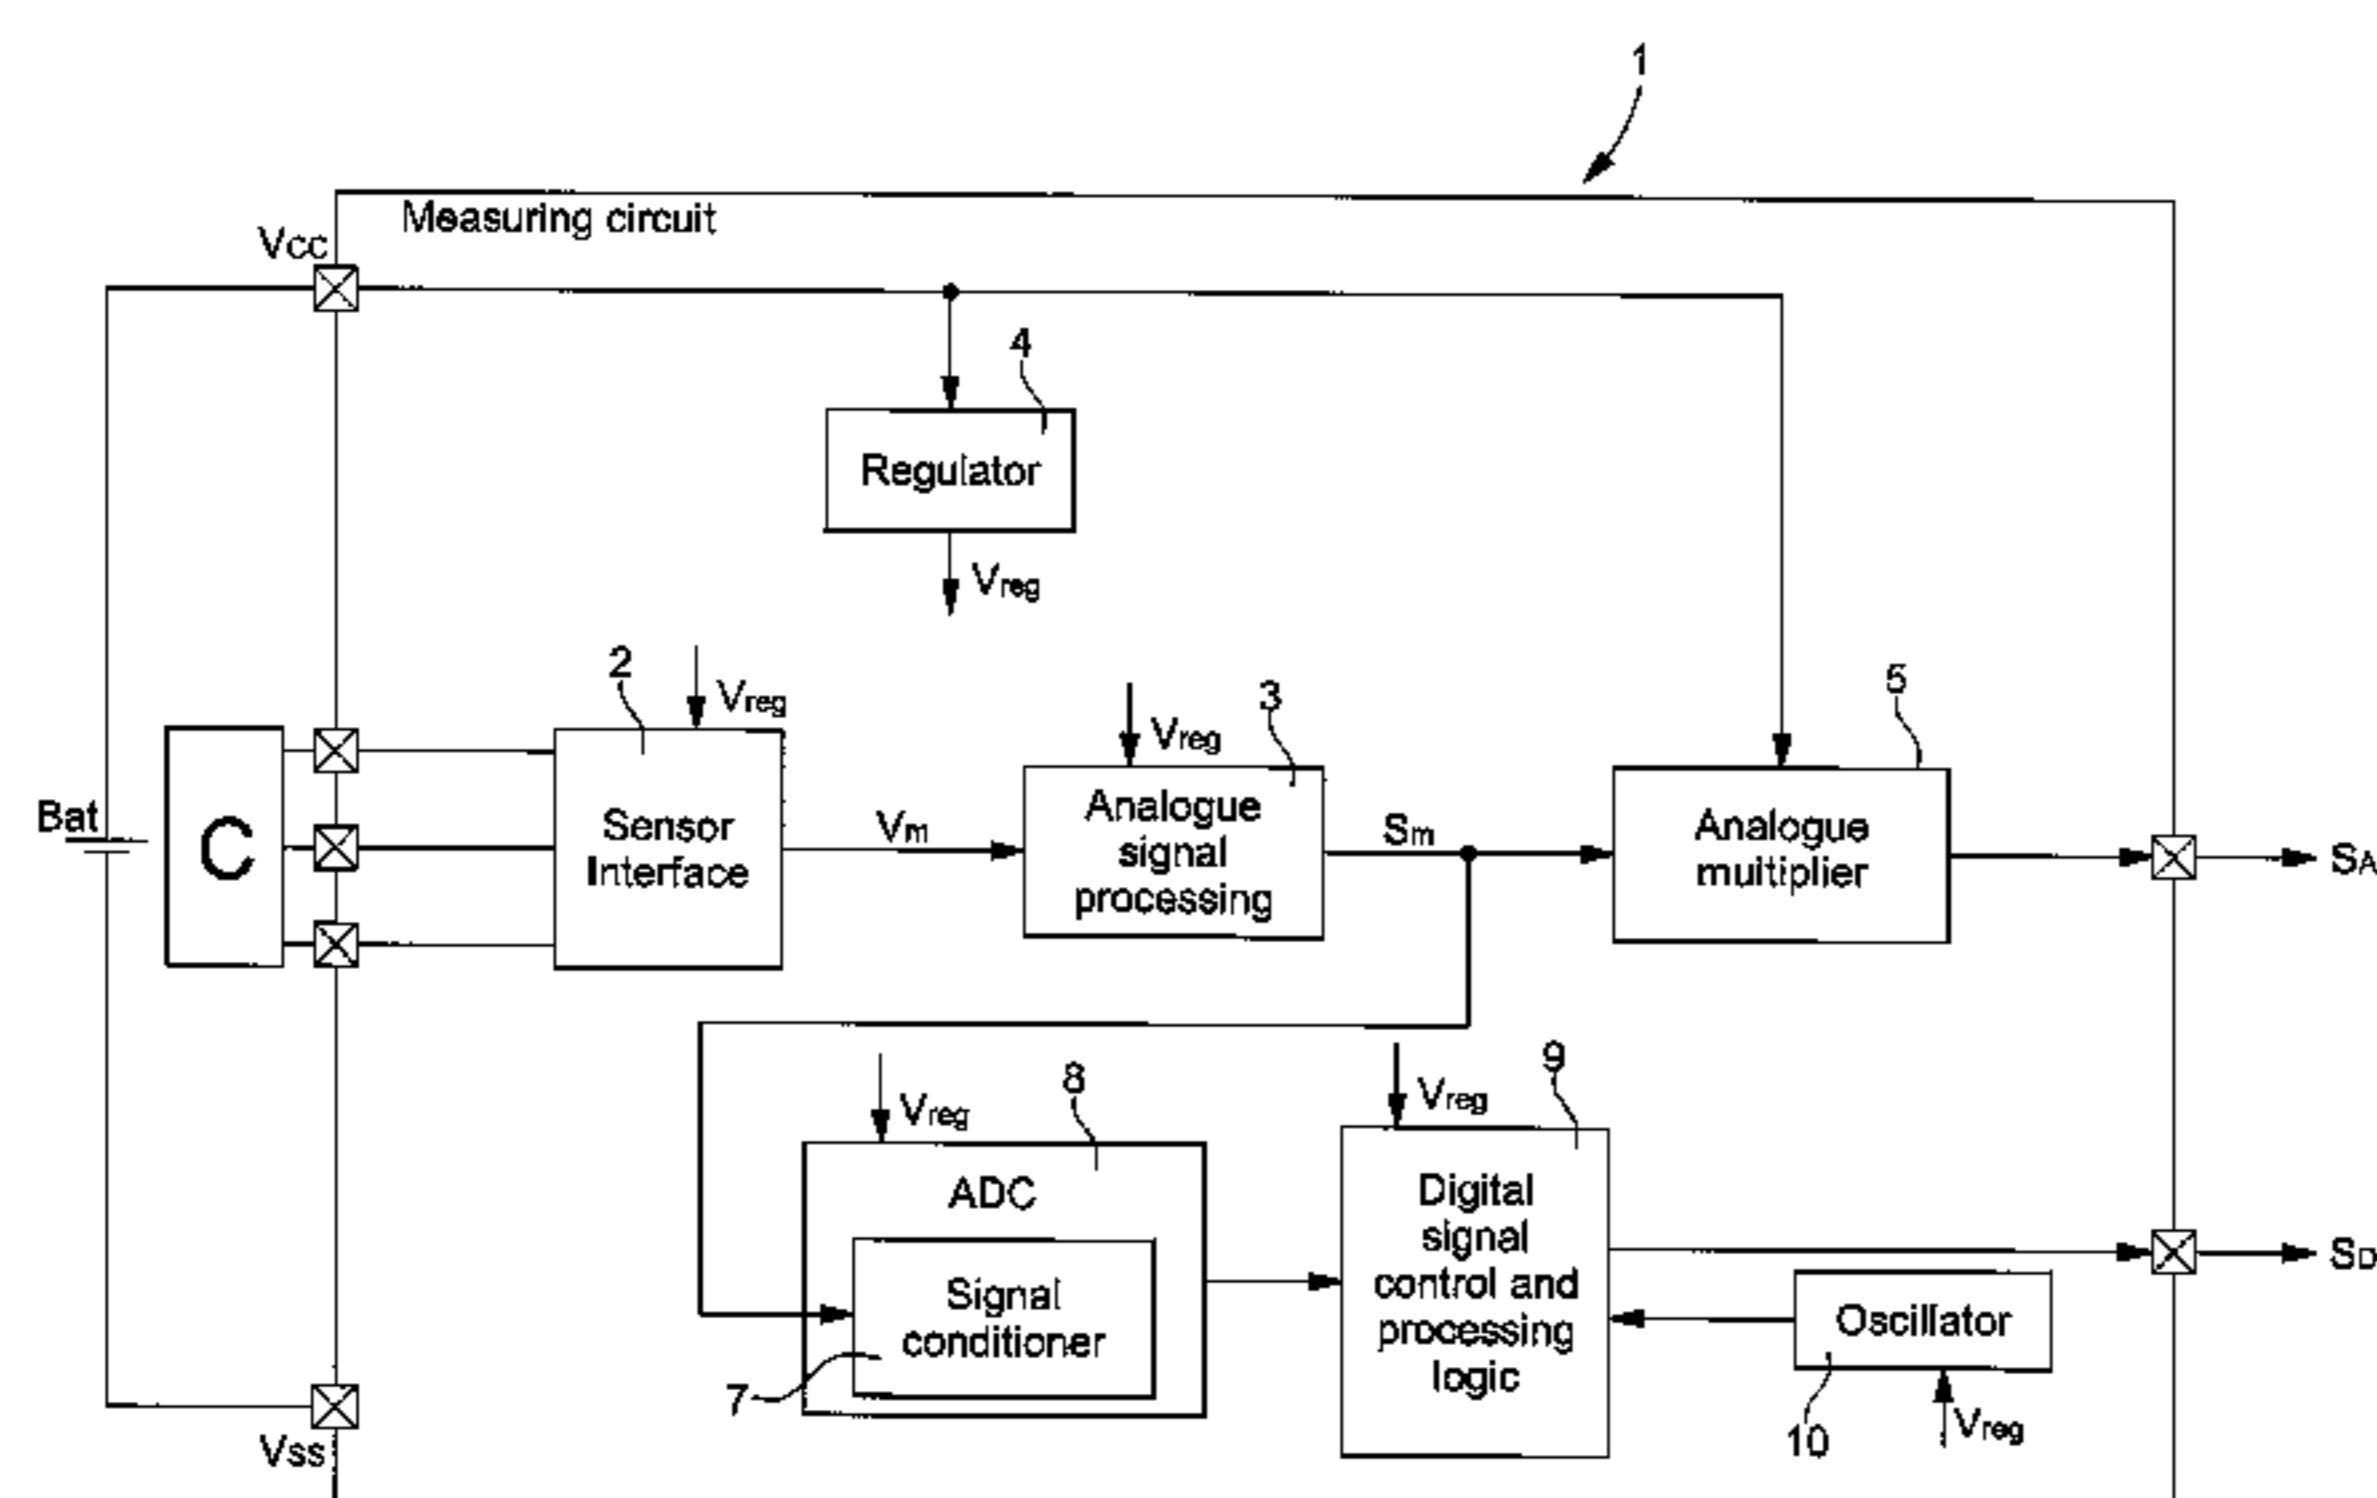 1
Measuring circuit
Vcc
4
Regulator
Vreg
2
Vreg
Vreg
3
5
Bat
C
Sensor
Interface
Vm
Analogue
signal
processing
Sm
Analogue
multiplier
SA
Vreg
8
Vreg
9
ADC
Signal
conditioner
7
Digital
signal
control and
processing
logic
SD
Oscillator
10
Vreg
Vss